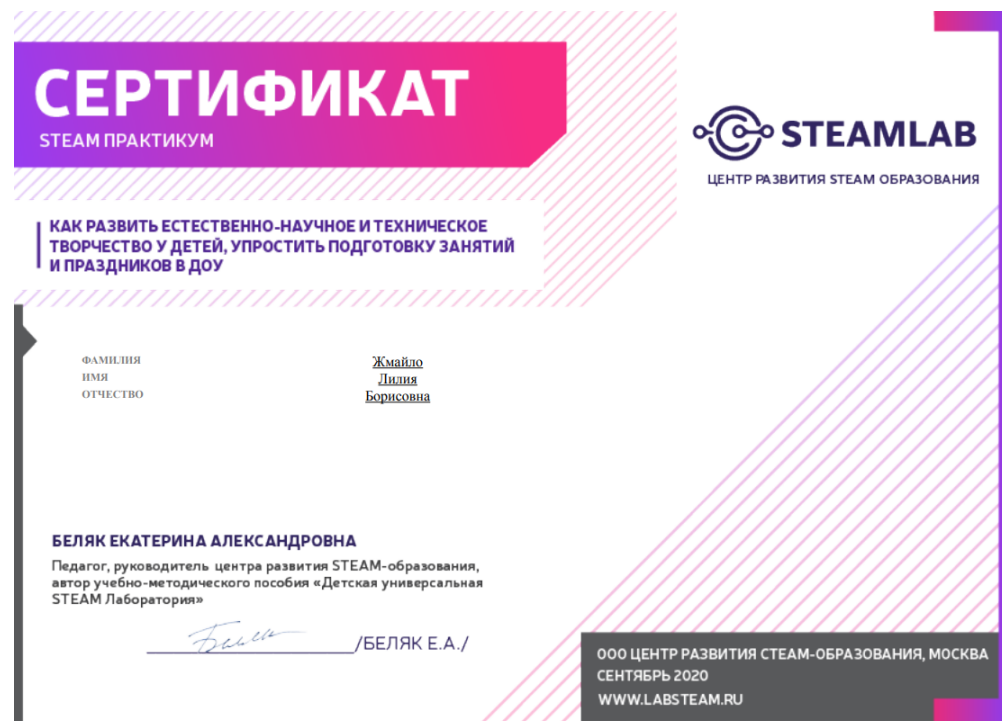 СЕРТИФИКАТ
STEAM ПРАКТИКУМ
STEAMLAB
ЦЕНТР РАЗВИТИЯ STEAM ОБРАЗОВАНИЯ
КАК РАЗВИТЬ ЕСТЕСТВЕННО-НАУЧНОЕ И ТЕХНИЧЕСКОЕ
ТВОРЧЕСТВО У ДЕТЕЙ, УПРОСТИТЬ ПОДГОТОВКУ ЗАНЯТИЙ
И ПРАЗДНИКОВ В ДОУ
ФАМИЛИЯ Жмайло
ИМЯ Лилия
ОТЧЕСТВО Борисовна
БЕЛЯК ЕКАТЕРИНА АЛЕКСАНДРОВНА
Педагог, руководитель центра развития STEAM-образования,
автор учебно-методического пособия «Детская универсальная
STEAM Лаборатория»
/БЕЛЯК Е.А./
ООО ЦЕНТР РАЗВИТИЯ СТЕАМ-ОБРАЗОВАНИЯ, МОСКВА
СЕНТЯБРЬ 2020
WWW.LABSTEAM.RU